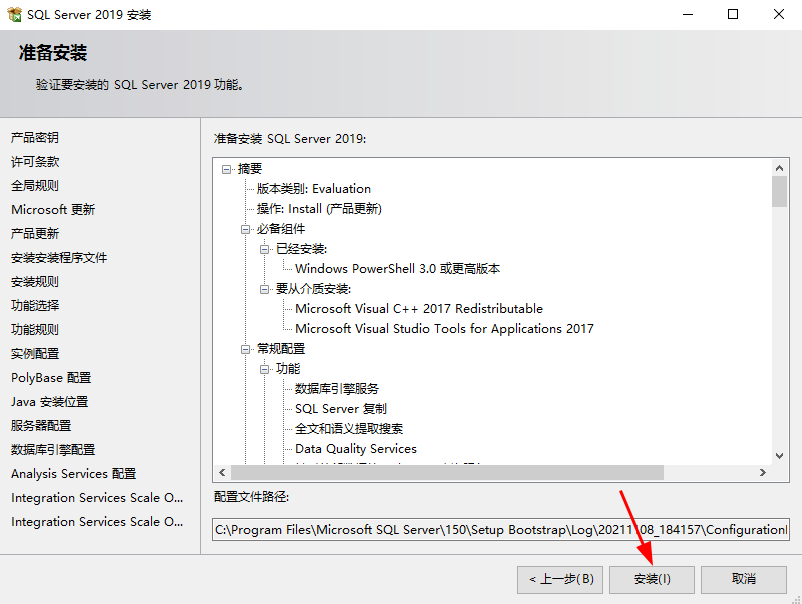 SQL Server 2019 安装
准备安装
验证要安装的 SQL Server 2019 功能。
产品密钥
许可条款
全局规则
Microsoft 更新
产品更新
安装安装程序文件
安装规则
功能选择
功能规则
实例配置
PolyBase 配置
Java 安装位置
服务器配置
数据库引擎配置
Analysis Services 配置
Integration Services Scale O...
Integration Services Scale O...
准备安装 SQL Server 2019:
摘要
版本类别: Evaluation
操作: Install (产品更新)
必备组件
已经安装:
Windows PowerShell 3.0 或更高版本
要从介质安装:
Microsoft Visual C++ 2017 Redistributable
Microsoft Visual Studio Tools for Applications 2017
常规配置
功能
数据库引擎服务
SQL Server 复制
全文和语义提取搜索
Data Quality Services
配置文件路径:
C:\Program Files\Microsoft SQL Server\150\Setup Bootstrap\Log\20211108_184157\Configuration
< 上一步(B)
安装(I)
取消